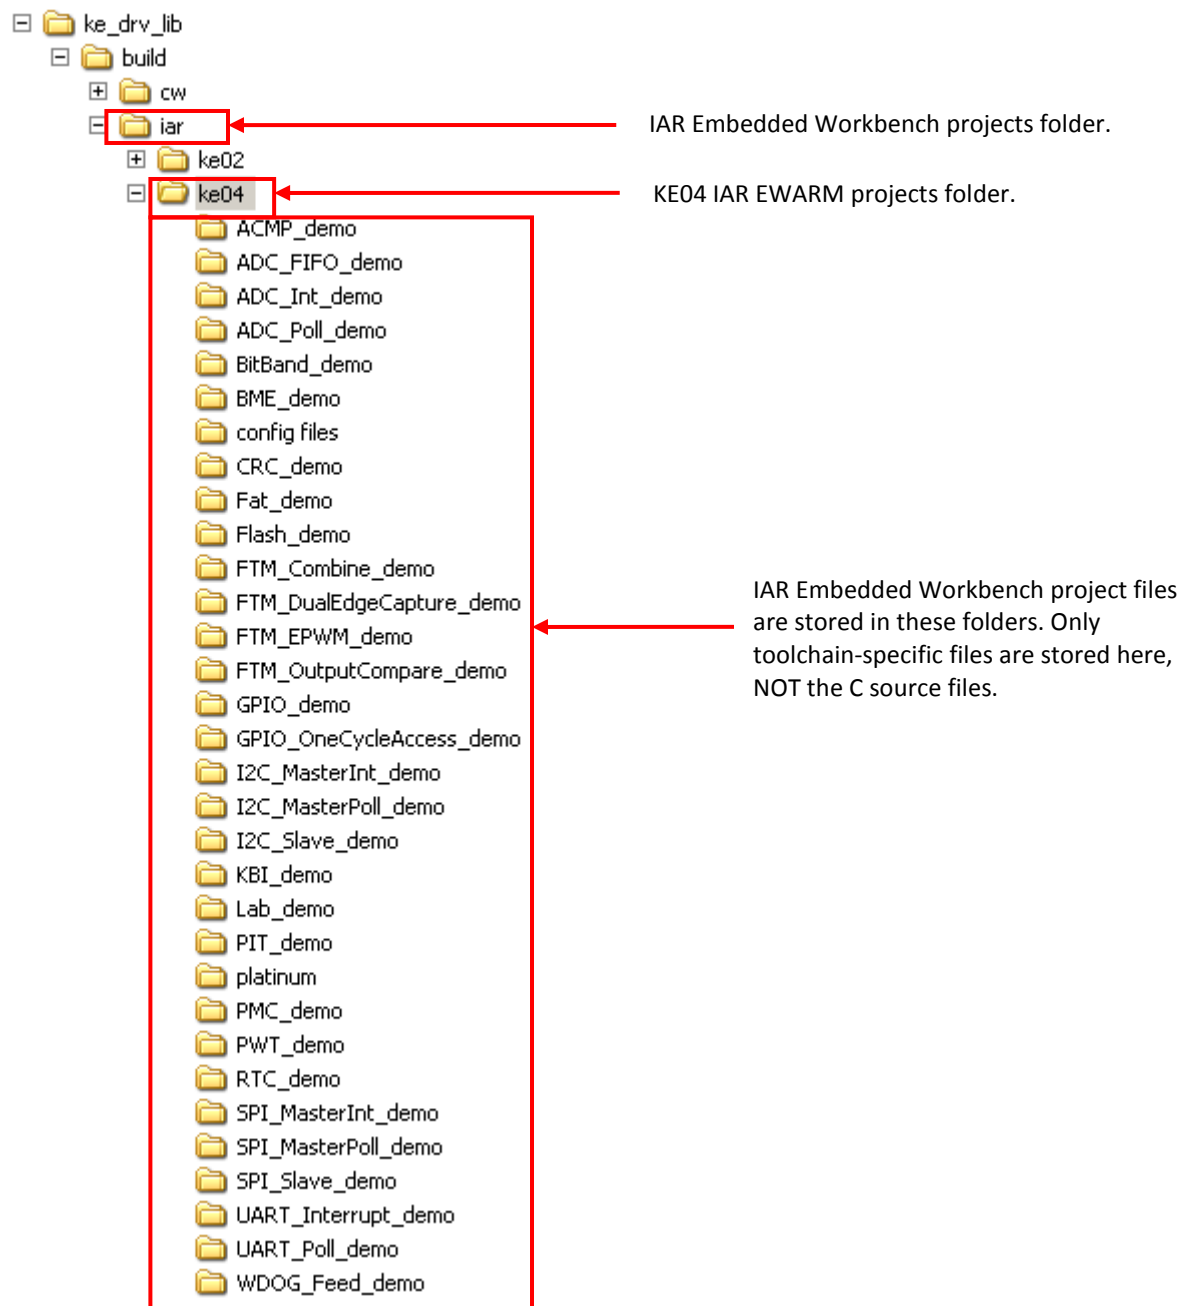 ke_drv_lib
build
cw
iar
IAR Embedded Workbench projects folder.
ke02
ke04
KE04 IAR EWARM projects folder.
ACMP_demo
ADC_FIFO_demo
ADC_Int_demo
ADC_Poll_demo
BitBand_demo
BME_demo
config files
CRC_demo
Fat_demo
Flash_demo
FTM_Combine_demo
FTM_DualEdgeCapture_demo
FTM_EPWM_demo
FTM_OutputCompare_demo
GPIO_demo
GPIO_OneCycleAccess_demo
I2C_MasterInt_demo
I2C_MasterPoll_demo
I2C_Slave_demo
KBI_demo
Lab_demo
PIT_demo
platinum
PMC_demo
PWT_demo
RTC_demo
SPI_MasterInt_demo
SPI_MasterPoll_demo
SPI_Slave_demo
UART_Interrupt_demo
UART_Poll_demo
WDOG_Feed_demo
IAR Embedded Workbench project files
are stored in these folders. Only
toolchain-specific files are stored here,
NOT the C source files.